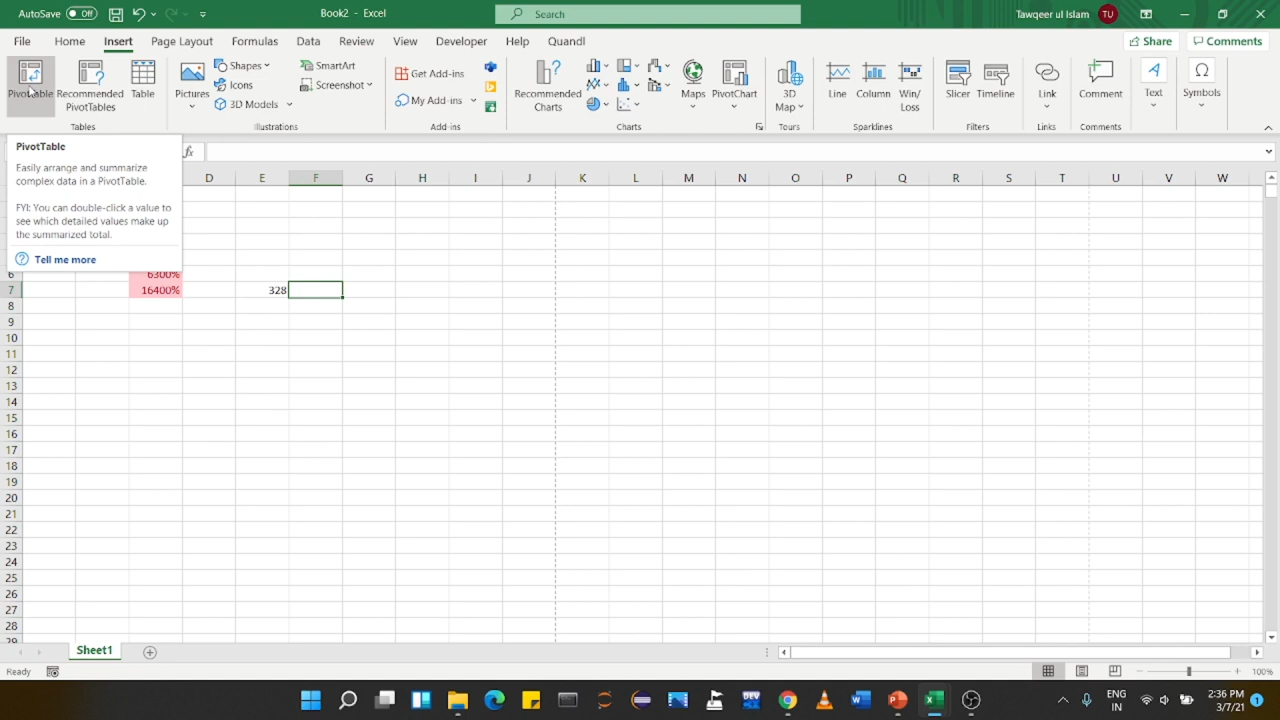 AutoSave Off Book2 - Excel Search Tawqeer ul Islam TU
File Home Insert Page Layout Formulas Data Review View Developer Help Quandl Share Comments
PivotTable
Recommended PivotTables
Table
Pictures
Shapes
Icons
3D Models
SmartArt
Screenshot
Get Add-ins
My Add-ins
Recommended Charts
Maps
PivotChart
3D Map
Line
Column
Win/Loss
Slicer
Timeline
Link
Comment
Text
Symbols
Tables Illustrations Add-ins Charts Tours Sparklines Filters Links Comments
fx
PivotTable
Easily arrange and summarize
complex data in a PivotTable.
FYI: You can double-click a value to
see which detailed values make up
the summarized total.
Tell me more
D E F G H I J K L M N O P Q R S T U V W
6 6300%
7 16400% 328
8
9
10
11
12
13
14
15
16
17
18
19
20
21
22
23
24
25
26
27
28
29
Sheet1
Ready 100%
ENG
IN
2:36 PM
3/7/21
1